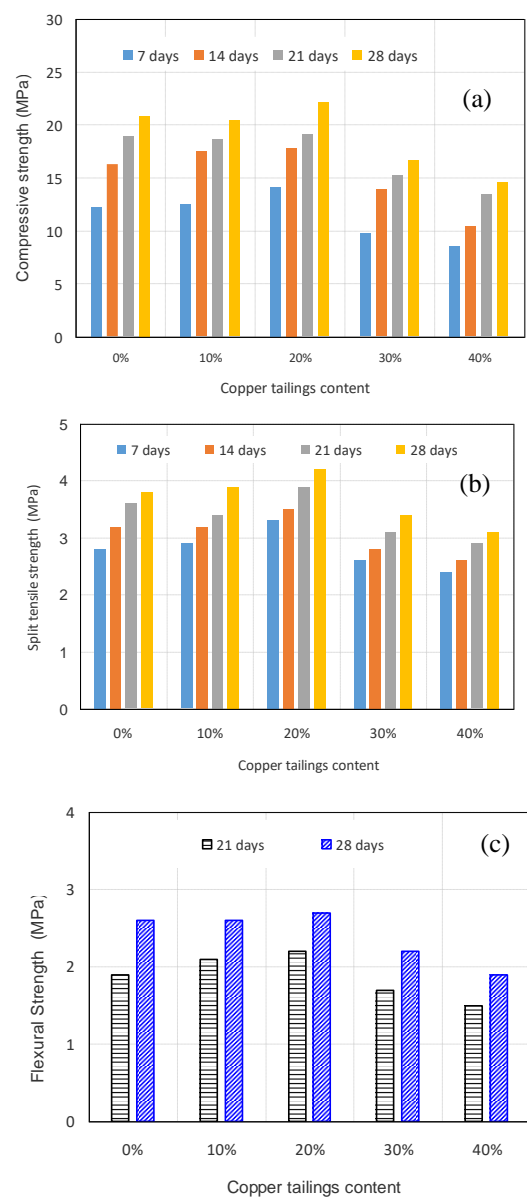 Compressive strength (MPa)
35
30
25
20
15
10
5
0
7 days 14 days 21 days 28 days
(a)
0% 10% 20% 30% 40%
Copper tailings content
Split tensile strength (MPa)
5
4
3
2
1
0
7 days 14 days 21 days 28 days
(b)
0% 10% 20% 30% 40%
Copper tailings content
Flexural Strength (MPa)
4
3
2
1
0
21 days 28 days
(c)
0% 10% 20% 30% 40%
Copper tailings content